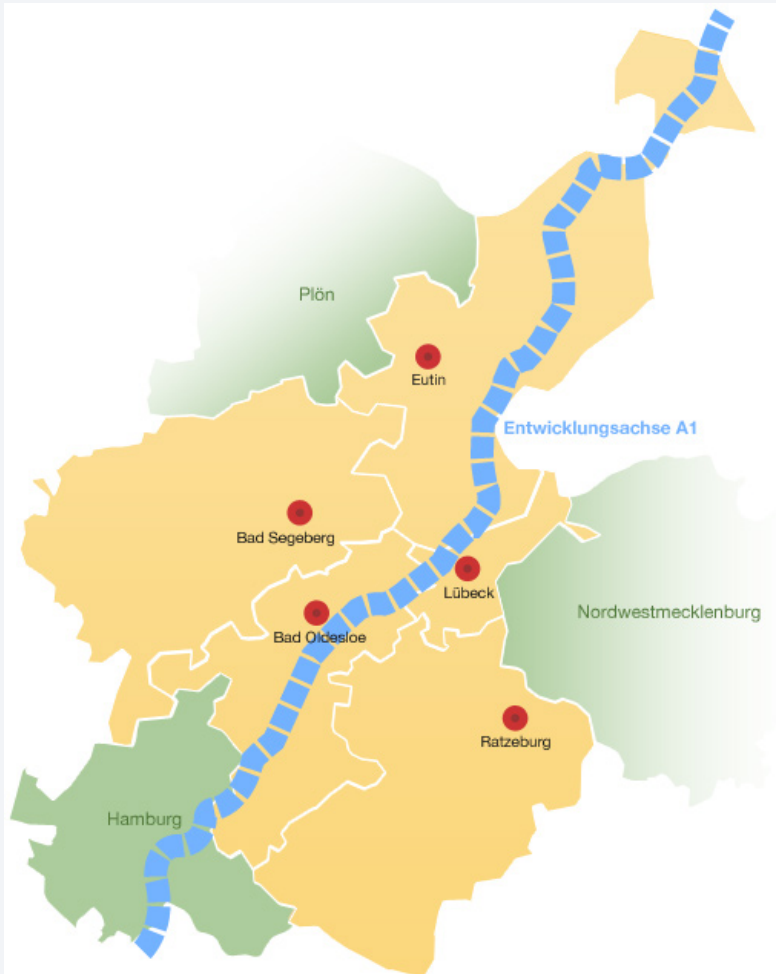 Plön
Eutin
Entwicklungsachse A1
Bad Segeberg
Lübeck
Nordwestmecklenburg
Bad Oldesloe
Ratzeburg
Hamburg